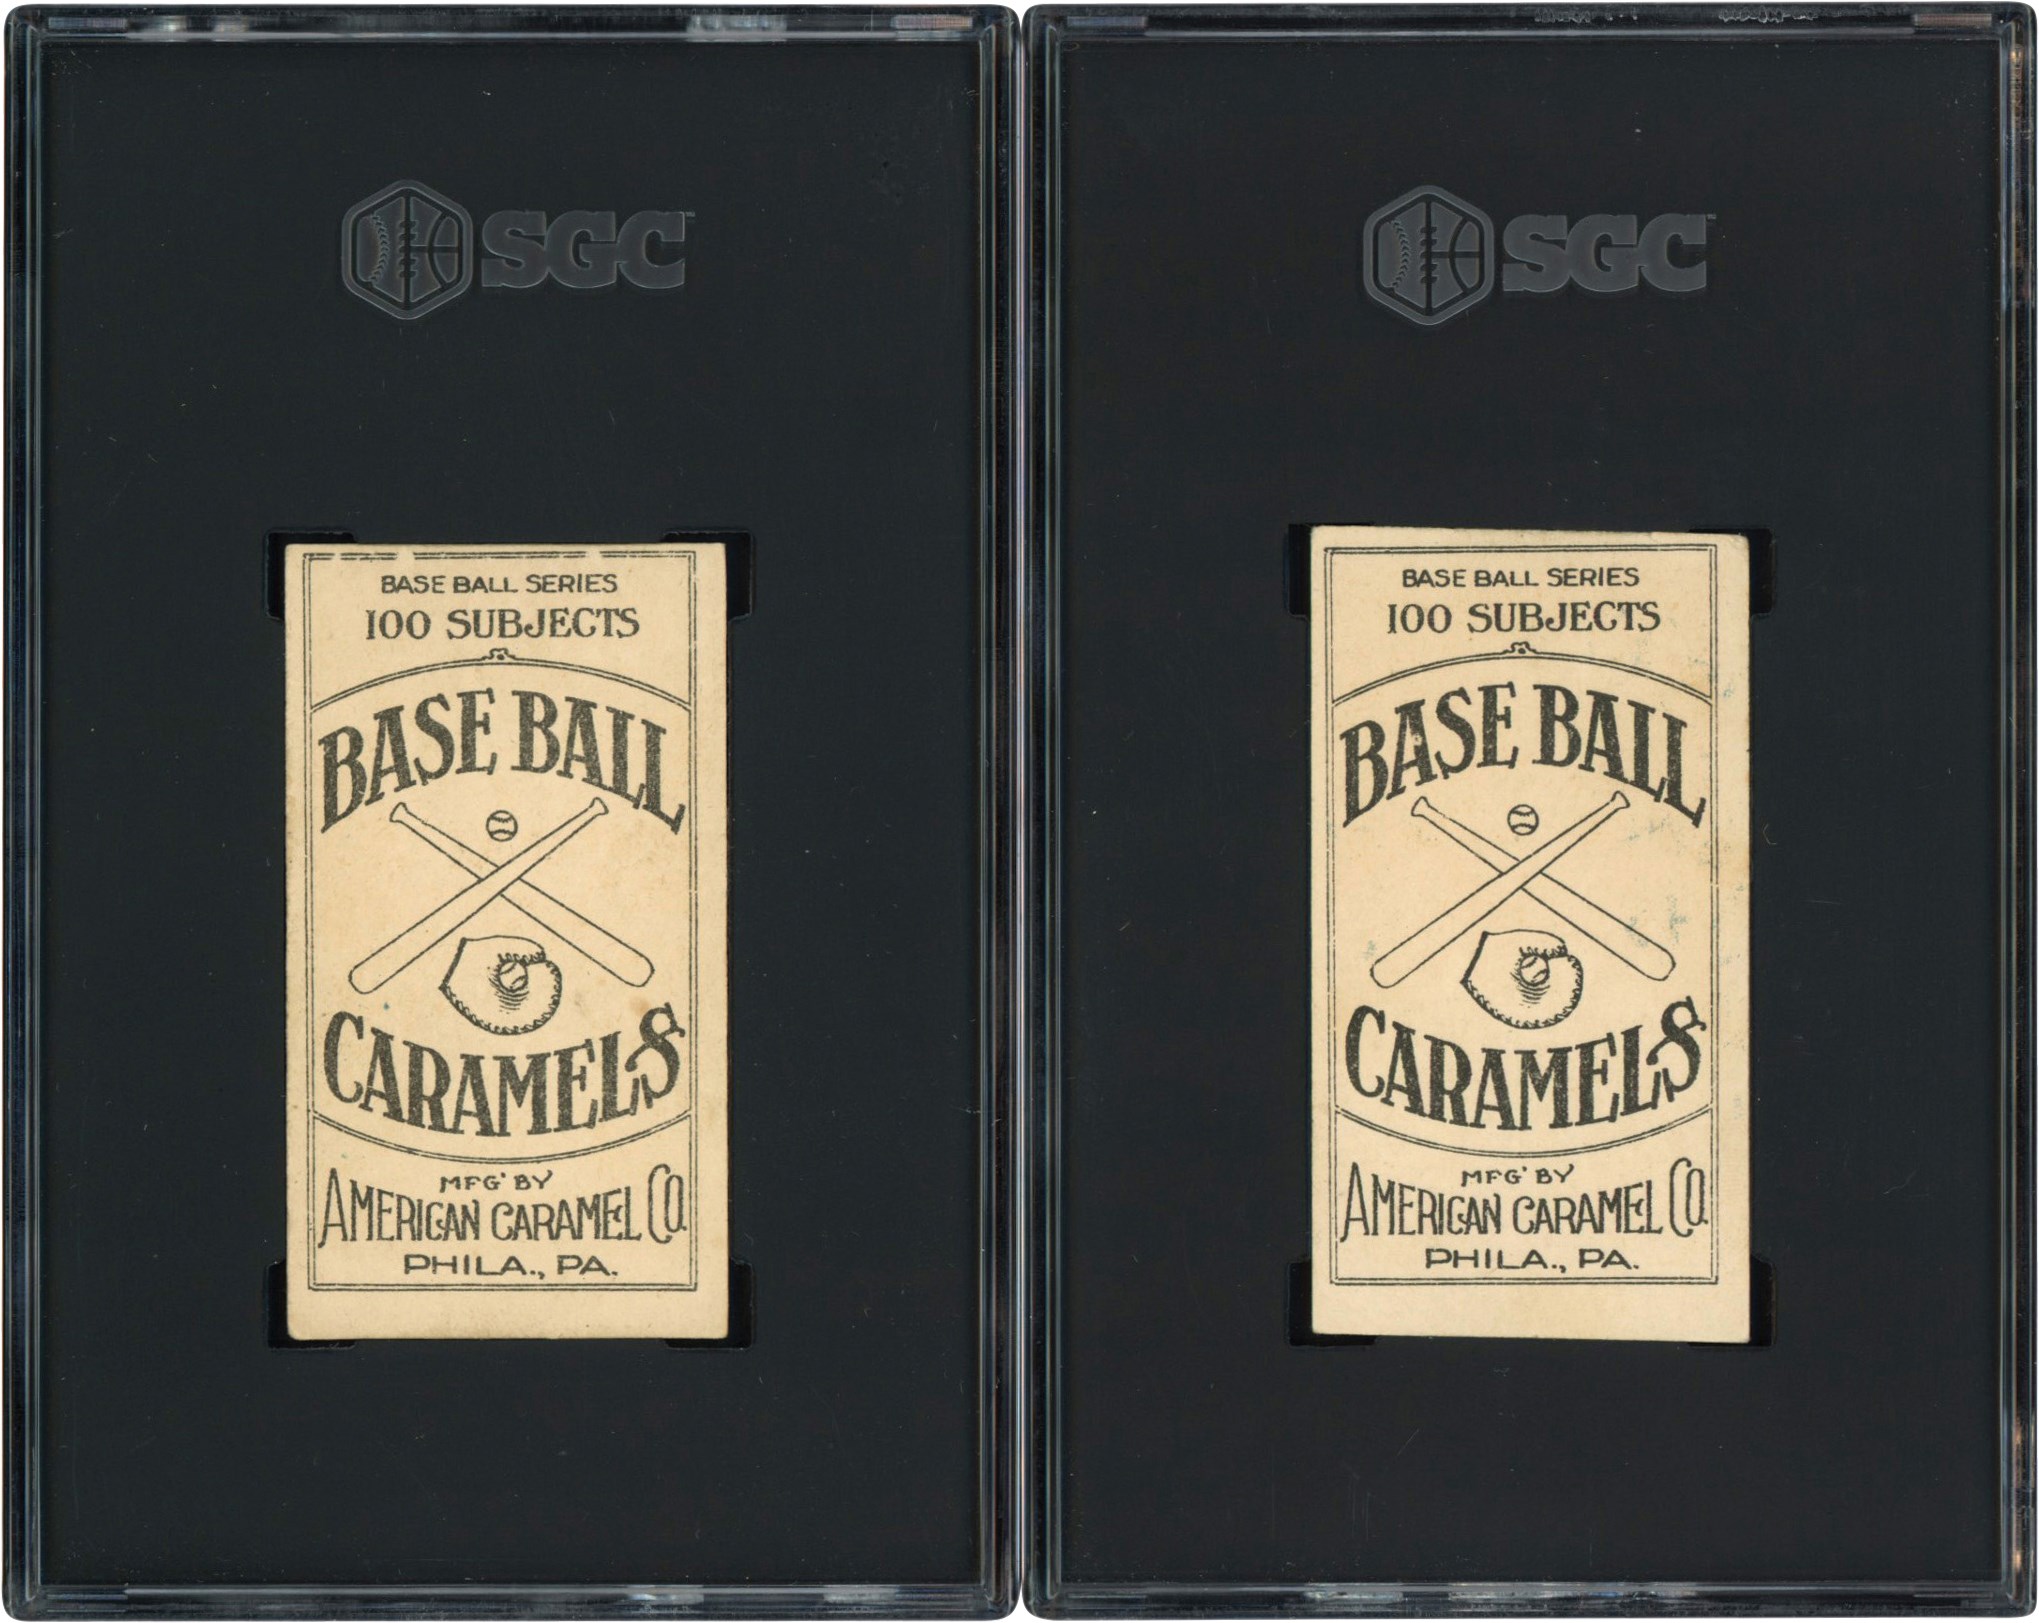 SGC
BASE BALL SERIES
100 SUBJECTS
BASE BALL
CARAMELS
MFG' BY
AMERICAN CARAMEL CO.
PHILA., PA.
SGC
BASE BALL SERIES
100 SUBJECTS
BASE BALL
CARAMELS
MFG' BY
AMERICAN CARAMEL CO.
PHILA., PA.